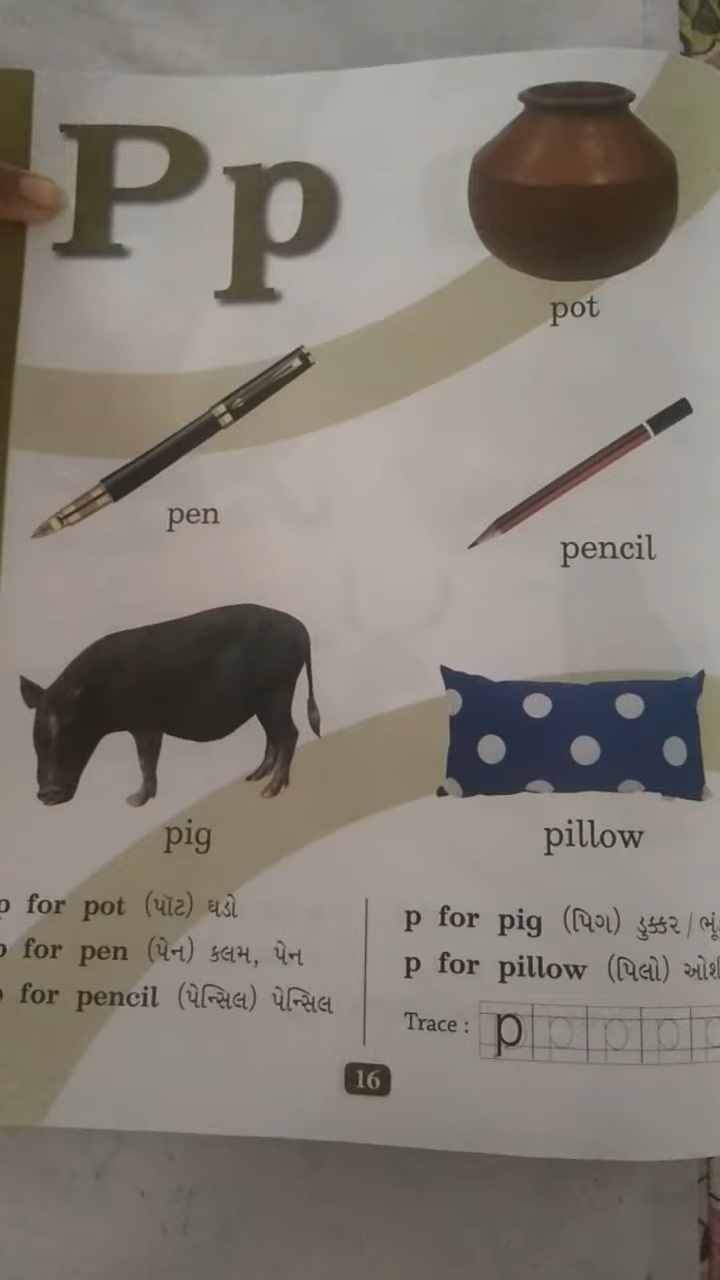 Pp
pot
pen
pencil
pig
pillow
p for pot (પૉટ) ઘડો
p for pen (પેન) કલમ, પેન
p for pencil (પેન્સિલ) પેન્સિલ
p for pig (પિગ) ડુક્કર /
p for pillow (પિલો)
Trace : p p p p
16